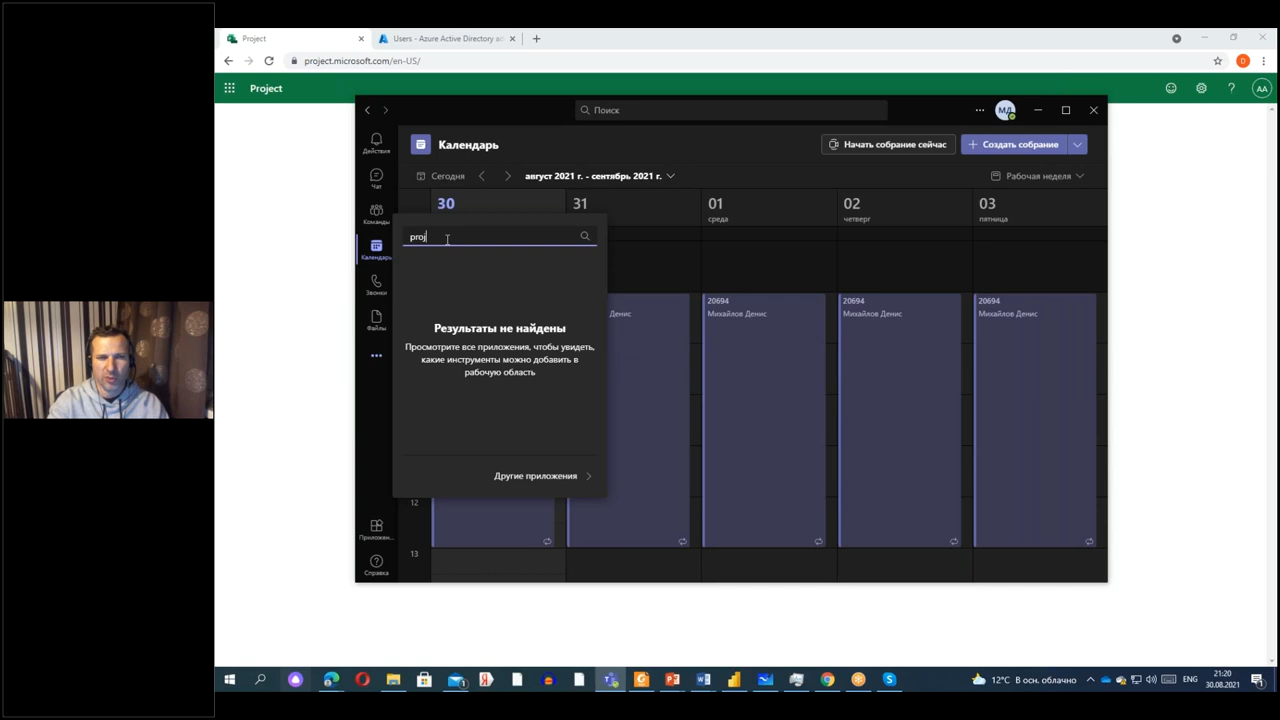 Project
Users - Azure Active Directory ac
project.microsoft.com/en-US/
D
Project
AA
Поиск
МД
Действия
Чат
Команды
Календарь
Звонки
Файлы
Приложен...
Справка
Календарь
Начать собрание сейчас
Создать собрание
Сегодня
август 2021 г. - сентябрь 2021 г.
Рабочая неделя
30
31
01
среда
02
четверг
03
пятница
proj
Результаты не найдены
Просмотрите все приложения, чтобы увидеть,
какие инструменты можно добавить в
рабочую область
Другие приложения
Денис
20694
Михайлов Денис
20694
Михайлов Денис
20694
Михайлов Денис
12
13
12°C В осн. облачно
ENG
21:20
30.08.2021